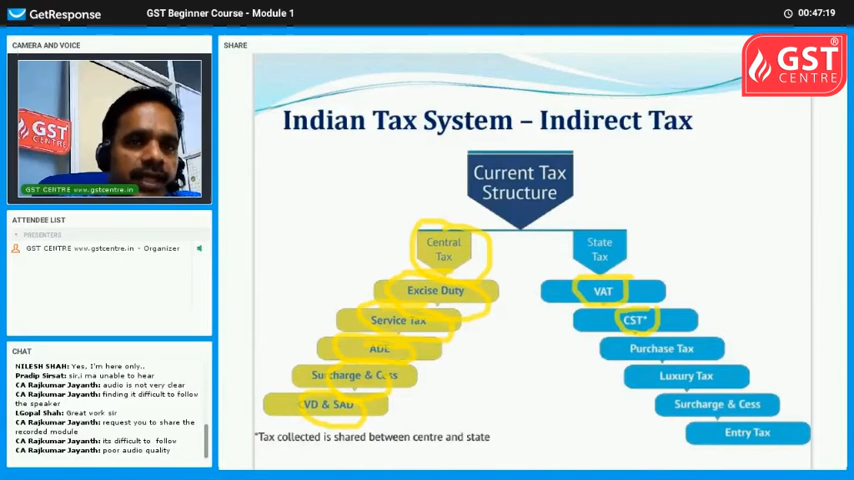 GetResponse
GST Beginner Course - Module 1
00:47:19
CAMERA AND VOICE
GST
GST CENTRE www.gstcentre.in
ATTENDEE LIST
PRESENTERS
GST CENTRE www.gstcentre.in - Organizer
CHAT
NILESH SHAH: Yes, I'm here only..
Pradip Sirsat: sir.i ma unable to hear
CA Rajkumar Jayanth: audio is not very clear
CA Rajkumar Jayanth: finding it difficult to follow
the speaker
I.Gopal Shah: Great work sir
CA Rajkumar Jayanth: request you to share the
recorded module
CA Rajkumar Jayanth: its difficult to follow
CA Rajkumar Jayanth: poor audio quality
SHARE
GST®
CENTRE
Indian Tax System – Indirect Tax
Current Tax
Structure
Central
Tax
Excise Duty
Service Tax
Surcharge & Cess
VD & SAD
State
Tax
VAT
CST*
Purchase Tax
Luxury Tax
Surcharge & Cess
Entry Tax
*Tax collected is shared between centre and state